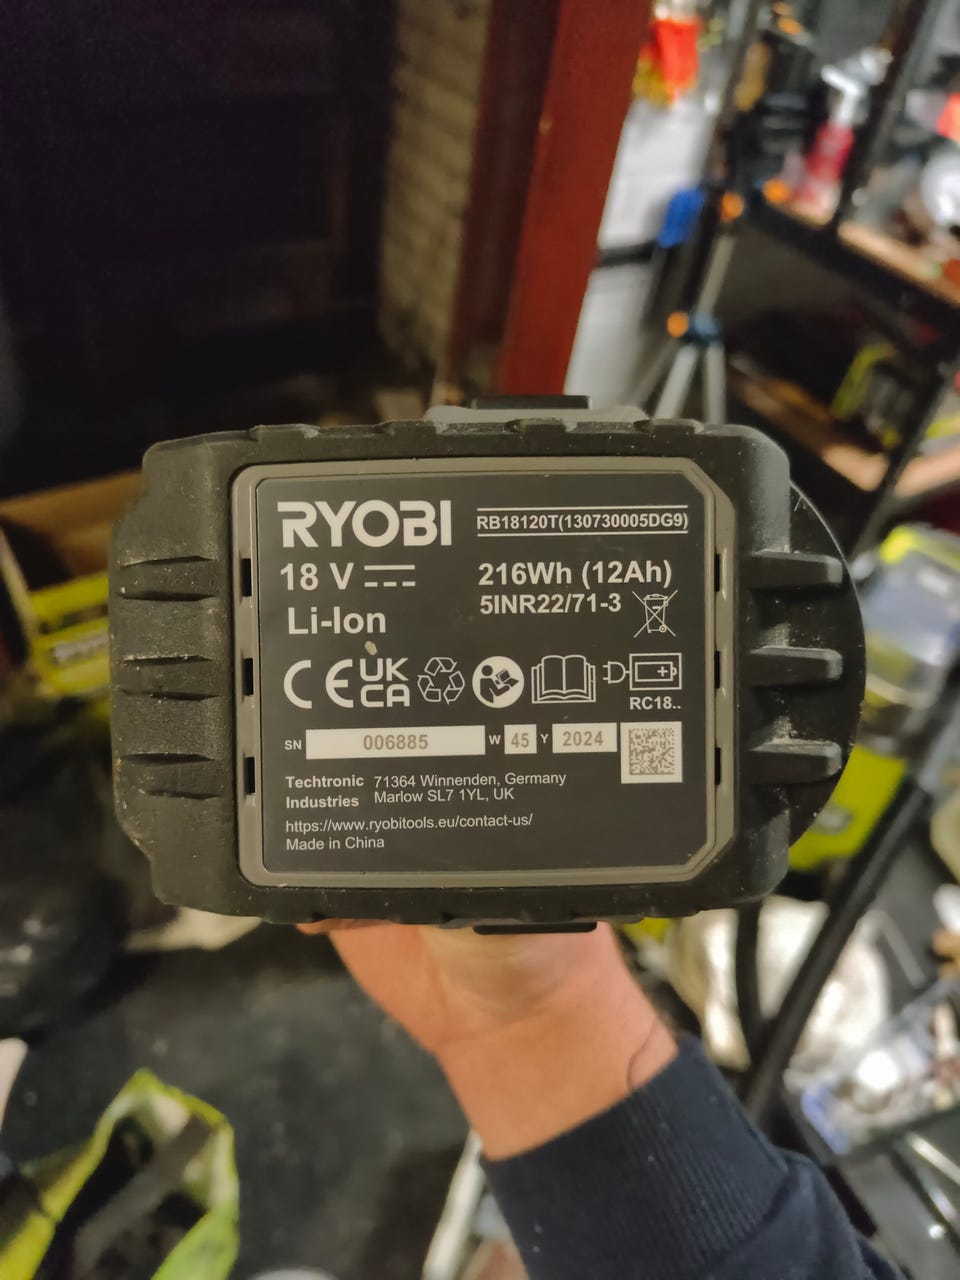 RYOBI
RB18120T(130730005DG9)
18 V
216Wh (12Ah)
Li-Ion
5INR22/71-3
CE UK CA
RC18..
SN 006885 W 45 Y 2024
Techtronic Industries
71364 Winnenden, Germany
Marlow SL7 1YL, UK
https://www.ryobitools.eu/contact-us/
Made in China